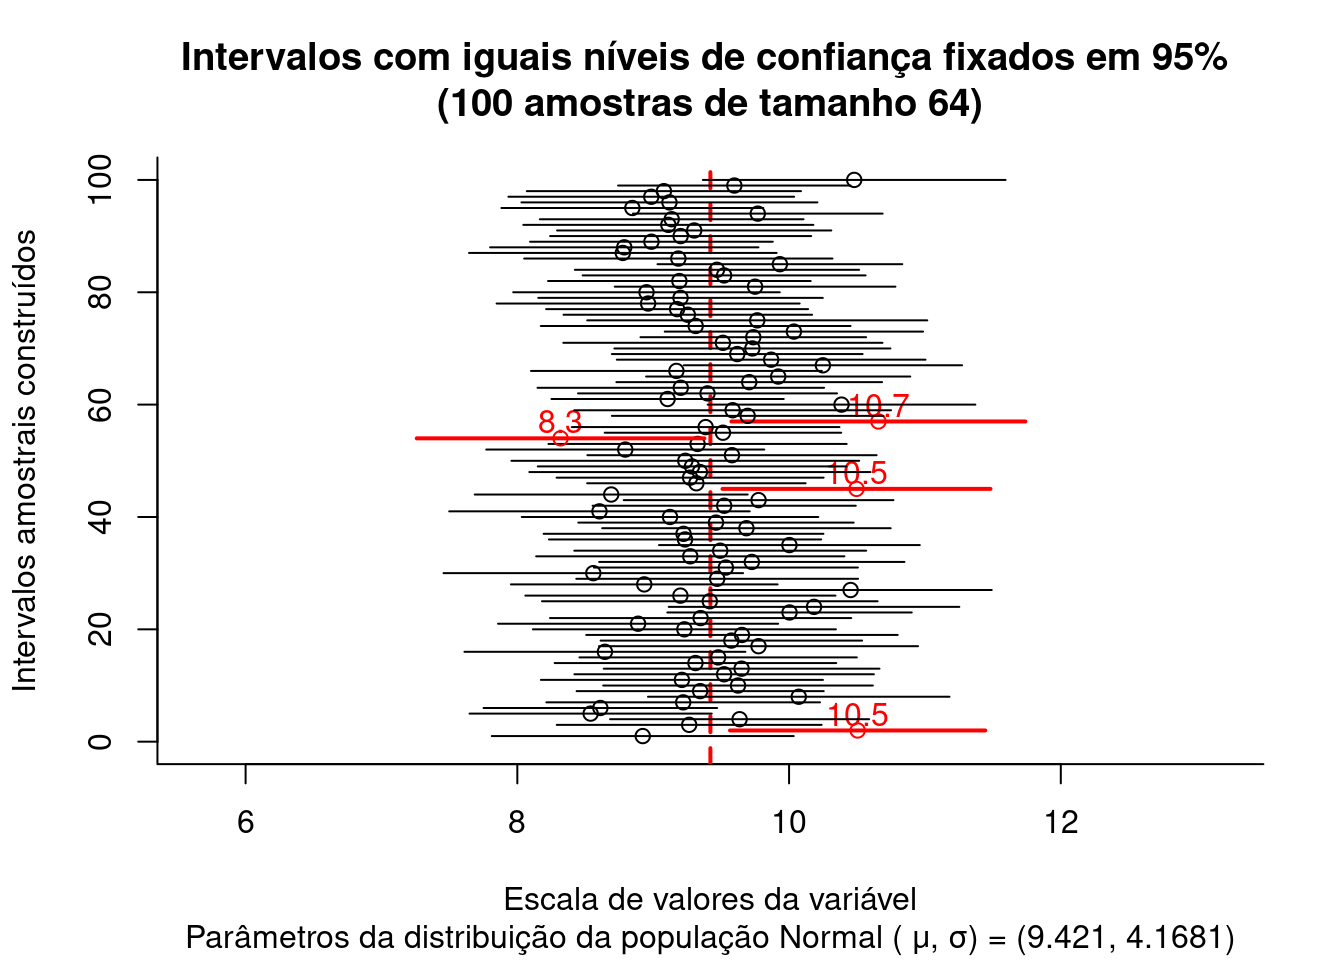 Intervalos com iguais níveis de confiança fixados em 95%
(100 amostras de tamanho 64)
Intervalos amostrais construídos
100
80
60
40
20
0
10.7
8.3
10.5
10.5
6 8 10 12
Escala de valores da variável
Parâmetros da distribuição da população Normal ( μ, σ) = (9.421, 4.1681)